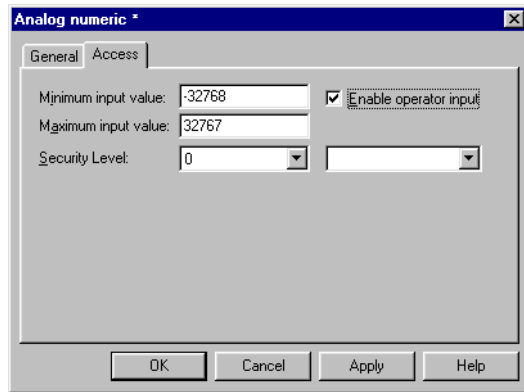 Analog numeric *
General Access
Minimum input value: -32768 Enable operator input
Maximum input value: 32767
Security Level: 0
OK Cancel Apply Help